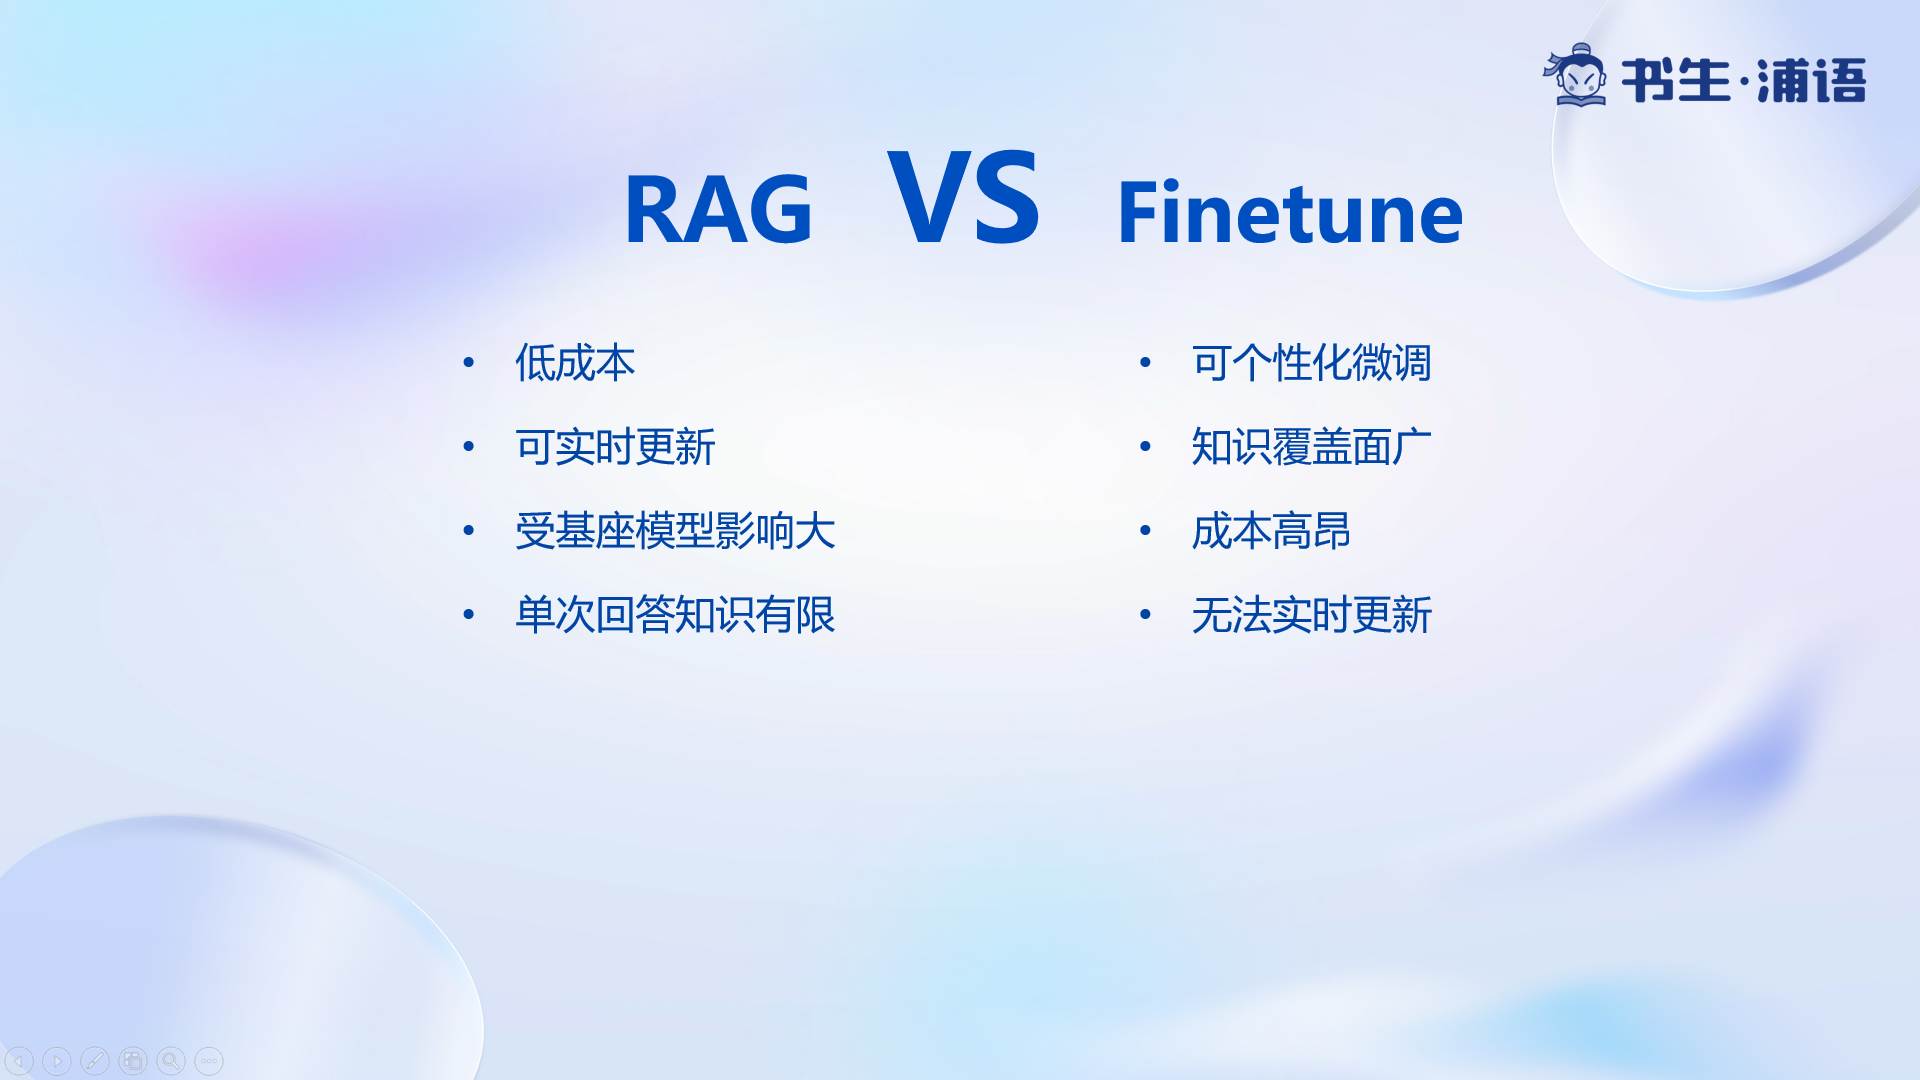 书生·浦语
RAG VS Finetune
• 低成本
• 可实时更新
• 受基座模型影响大
• 单次回答知识有限
• 可个性化微调
• 知识覆盖面广
• 成本高昂
• 无法实时更新